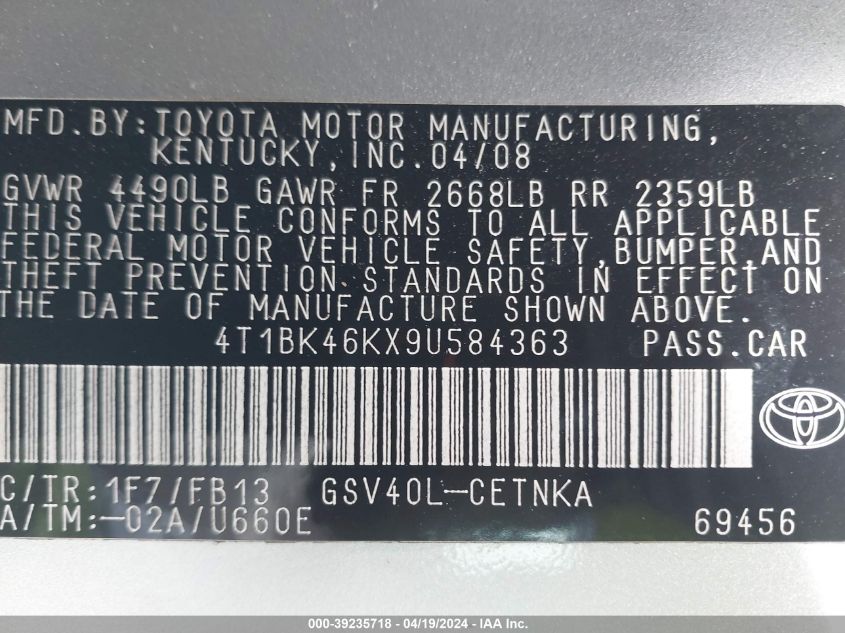 MFD.BY:TOYOTA MOTOR MANUFACTURING,
KENTUCKY,INC.04/08
GVWR 4490LB GAWR FR 2668LB RR 2359LB
THIS VEHICLE CONFORMS TO ALL APPLICABLE
FEDERAL MOTOR VEHICLE SAFETY,BUMPER,AND
THEFT PREVENTION STANDARDS IN EFFECT ON
THE DATE OF MANUFACTURE SHOWN ABOVE.
4T1BK46KX9U584363 PASS.CAR
C/TR:1F7/FB13 GSV40L-CETNKA
A/TM:-02A/U660E 69456
000-39235718 - 04/19/2024 - IAA Inc.